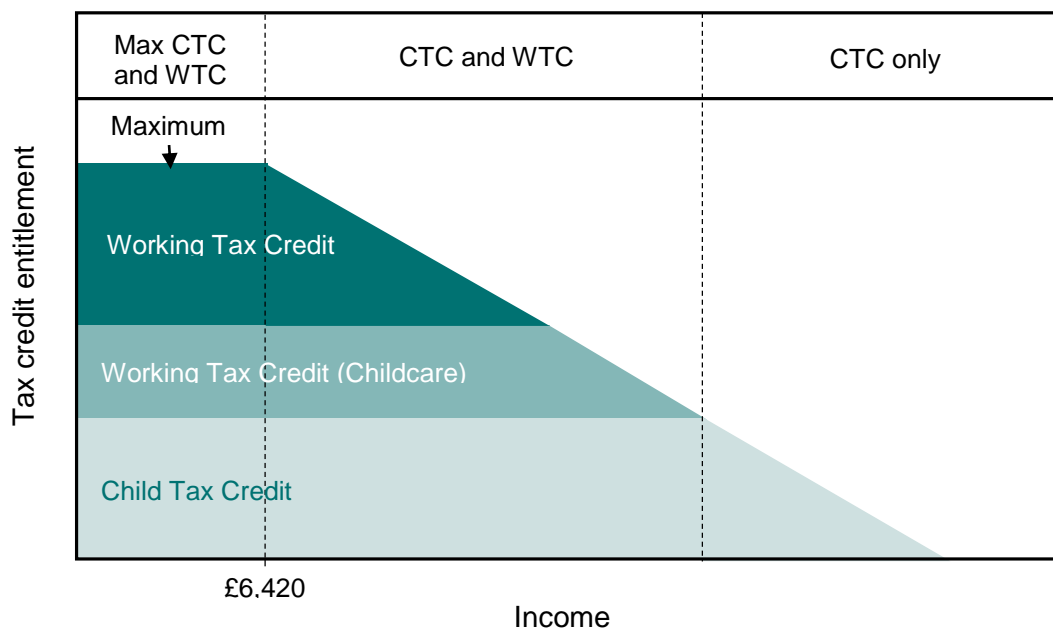 Max CTC
and WTC
CTC and WTC
CTC only
Maximum
Tax credit entitlement
Working Tax Credit
Working Tax Credit (Childcare)
Child Tax Credit
£6,420
Income